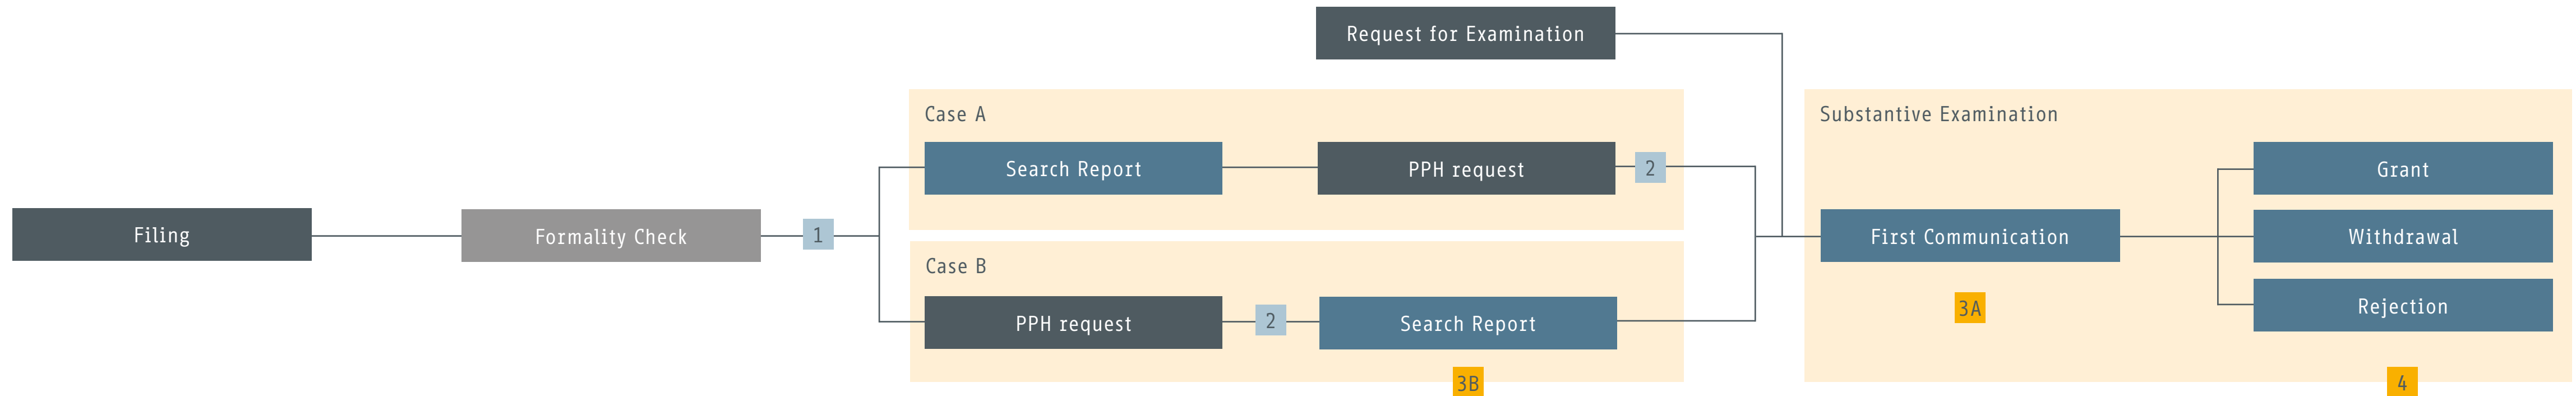 Request for Examination
Case A
Search Report
PPH request
2
Filing
Formality Check
1
Case B
PPH request
2
Search Report
3B
Substantive Examination
First Communication
3A
Grant
Withdrawal
Rejection
4